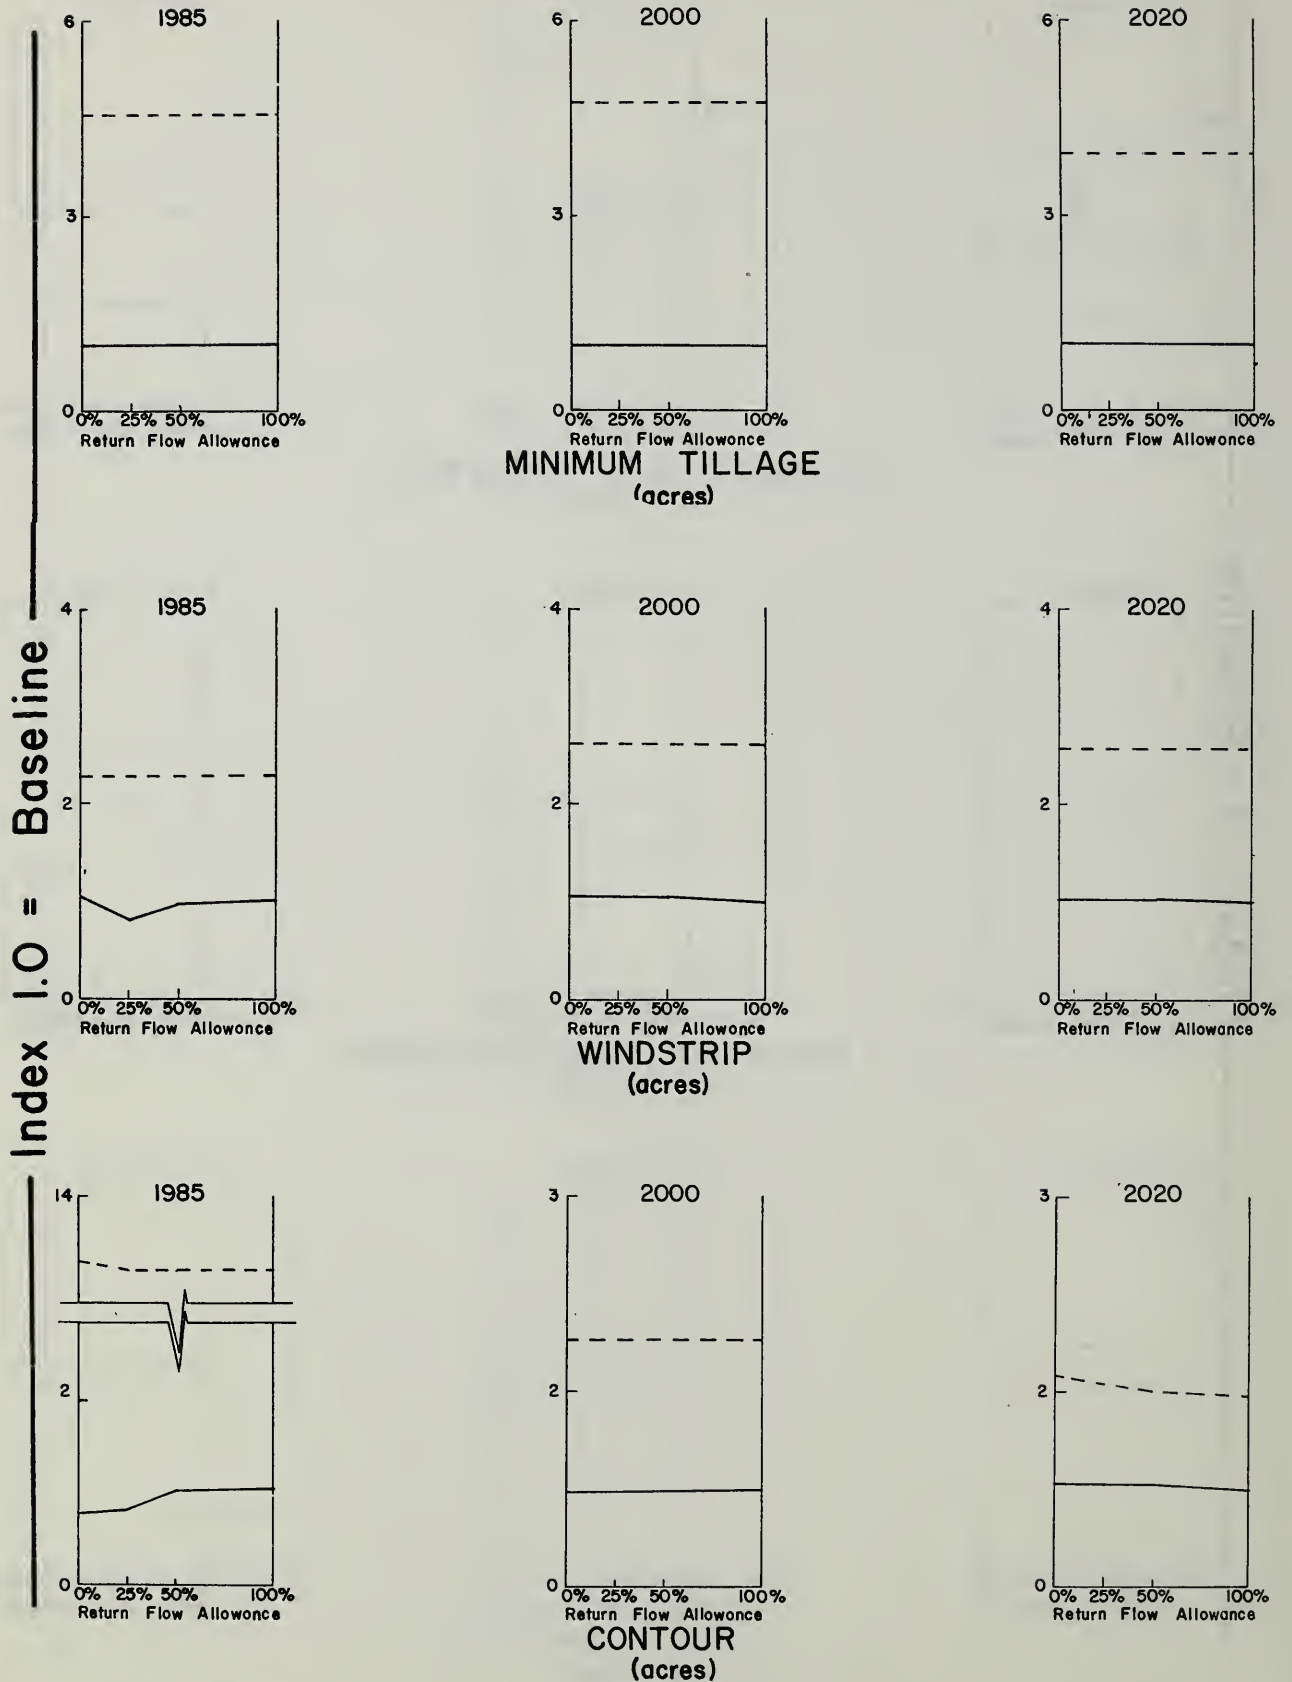 Index 1.0 = Baseline
1985
6
3
0
0% 25% 50% 100%
Return Flow Allowance
2000
6
3
0
0% 25% 50% 100%
Return Flow Allowonce
2020
6
3
0
0% 25% 50% 100%
Return Flow Allowance
MINIMUM TILLAGE
(acres)
1985
4
2
0
0% 25% 50% 100%
Return Flow Allowonce
2000
4
2
0
0% 25% 50% 100%
Return Flow Allowonce
2020
4
2
0
0% 25% 50% 100%
Return Flow Allowonce
WINDSTRIP
(acres)
1985
14
2
0
0% 25% 50% 100%
Return Flow Allowonce
2000
3
2
0
0% 25% 50% 100%
Return Flow Allowonce
2020
3
2
0
0% 25% 50% 100%
Return Flow Allowance
CONTOUR
(acres)